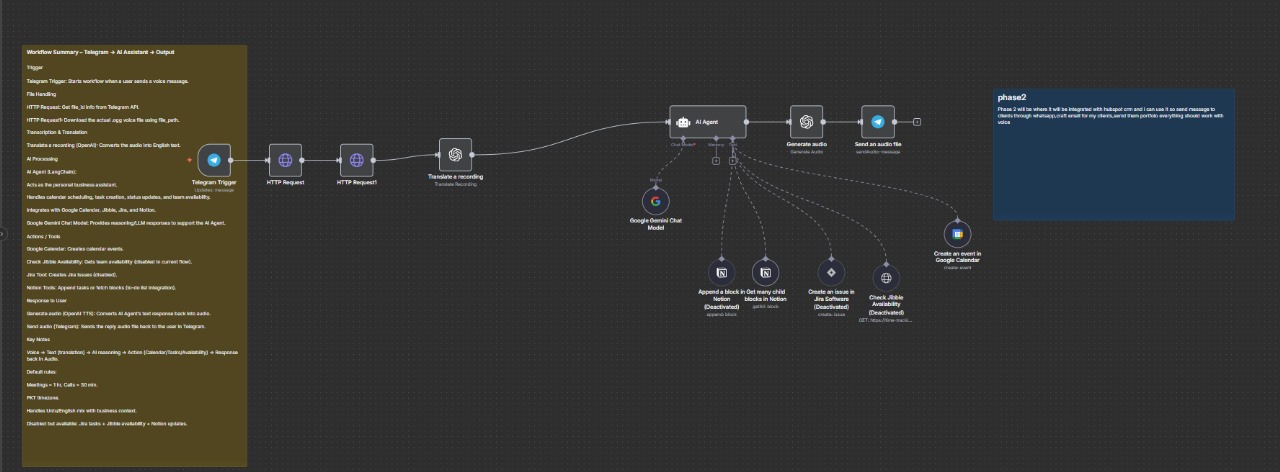 Workflow Summary – Telegram → AI Assistant → Output
Trigger
Telegram Trigger: Starts workflow when a user sends a voice message.
File Handling
HTTP Request: Get file_id info from Telegram API.
HTTP Request1: Download the actual .ogg voice file using file_path.
Transcription & Translation
Translate a recording (OpenAI): Converts the audio into English text.
AI Processing
AI Agent (LangChain):
Acts as the personal business assistant.
Handles calendar scheduling, task creation, status updates, and team availability.
Integrates with Google Calendar, Jibble, Jira, and Notion.
Google Gemini Chat Model: Provides reasoning/LLM responses to support the AI Agent.
Actions / Tools
Google Calendar: Creates calendar events.
Check Jibble Availability: Gets team availability (disabled in current flow).
Jira Tool: Creates Jira issues (disabled).
Notion Tools: Append tasks or fetch blocks (to-do list integration).
Response to User
Generate audio (OpenAI TTS): Converts AI Agent's text response back into audio.
Send audio (Telegram): Sends the reply audio file back to the user in Telegram.
Key Notes
Voice → Text (translation) → AI reasoning → Action (Calendar/Tasks/Availability) → Response
back in Audio.
Default rules:
Meetings = 1 hr, Calls = 30 min.
PKT timezone.
Handles Urdu/English mix with business context.
Disabled but available: Jira tasks + Jibble availability + Notion updates.
Telegram Trigger
Updates: message
HTTP Request
HTTP Request1
Translate a recording
Translate Recording
AI Agent
Chat Model*
Memory
Tool
Model
Google Gemini Chat
Model
Generate audio
Generate Audio
Send an audio file
sendAudio: message
Append a block in
Notion
(Deactivated)
append: block
Get many child
blocks in Notion
getAll: block
Create an issue in
Jira Software
(Deactivated)
create: issue
Check Jibble
Availability
(Deactivated)
Create an event in
Google Calendar
create: event
phase2
Phase 2 will be where it will be integrated with hubspot crm and i can use it so send message to
clients through whatsapp,craft email for my clients,send them portfolio everything should work with
voice